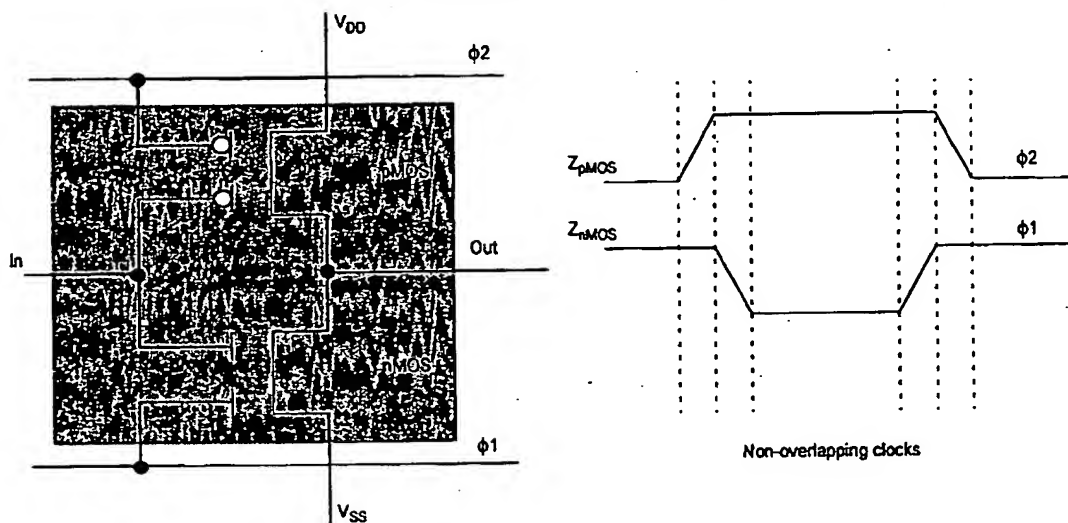 V_DD
ϕ2
pMOS
In
Out
nMOS
ϕ1
V_SS
Z_pMOS
ϕ2
Z_nMOS
ϕ1
Non-overlapping clocks